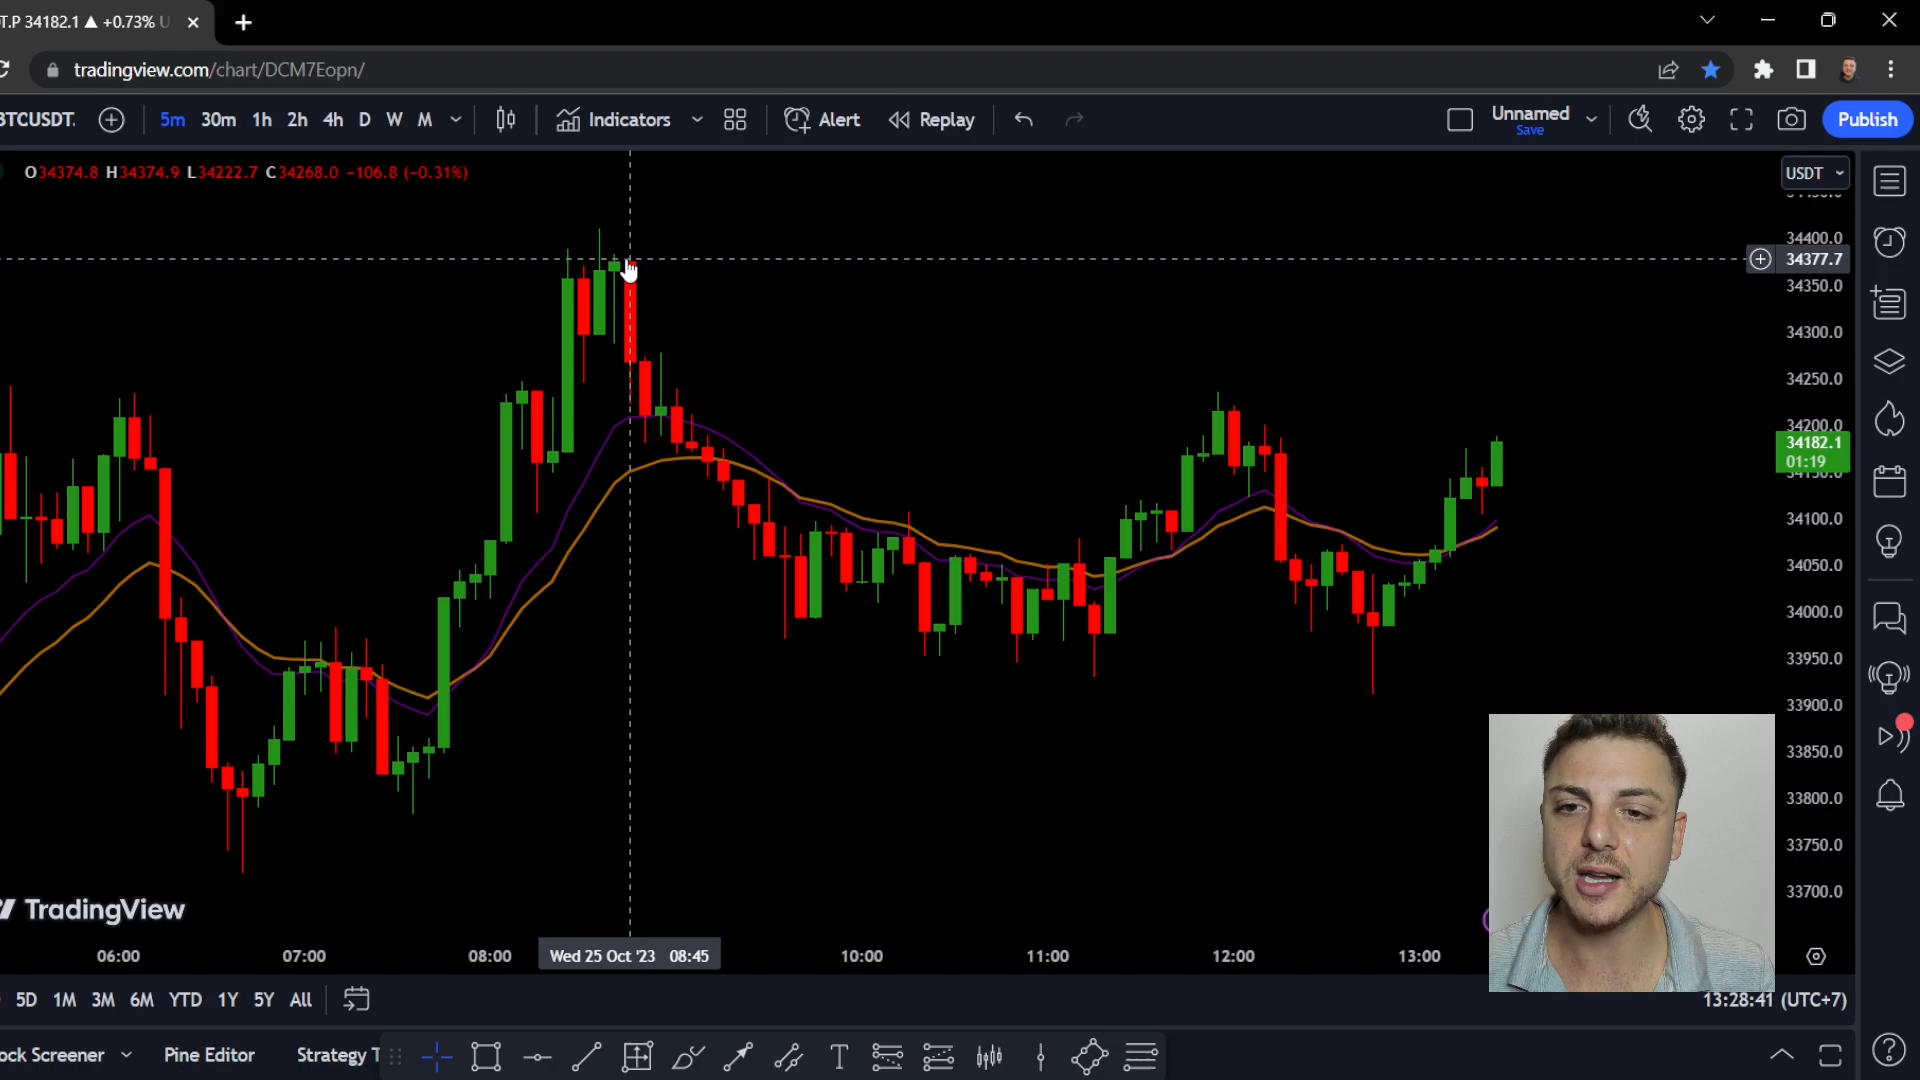 T.P 34182.1 ▲ +0.73% U
tradingview.com/chart/DCM7Eopn/
BTCUSDT. 5m 30m 1h 2h 4h D W M Indicators Alert Replay Unnamed Save Publish
O34374.8 H34374.9 L34222.7 C34268.0 -106.8 (-0.31%)
USDT
34400.0
34377.7
34350.0
34300.0
34250.0
34200.0
34182.1
01:19
34100.0
34050.0
34000.0
33950.0
33900.0
33850.0
33800.0
33750.0
33700.0
TradingView
06:00 07:00 08:00 Wed 25 Oct '23 08:45 10:00 11:00 12:00 13:00
5D 1M 3M 6M YTD 1Y 5Y All 13:28:41 (UTC+7)
ock Screener Pine Editor Strategy T